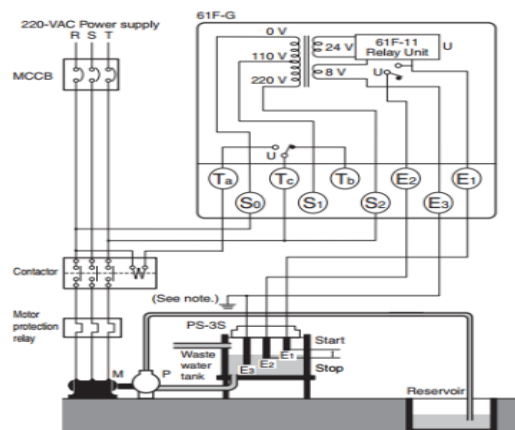 220-VAC Power supply
R S T
MCCB
61F-G
0 V
110 V
220 V
24 V
8 V
61F-11
Relay Unit
U
U
U
Ta
Tc
Tb
E2
E1
S0
S1
S2
E3
Contactor
(See note.)
Motor
protection
relay
PS-3S
Waste
water
tank
M
P
E3
E2
E1
Start
Stop
Reservoir